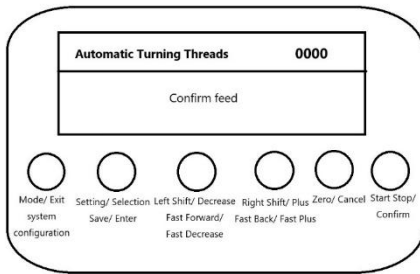 Automatic Turning Threads 0000
Confirm feed
Mode/ Exit
system
configuration
Setting/ Selection
Save/ Enter
Left Shift/ Decrease
Fast Forward/
Fast Decrease
Right Shift/ Plus
Fast Back/ Fast Plus
Zero/ Cancel
Start Stop/
Confirm